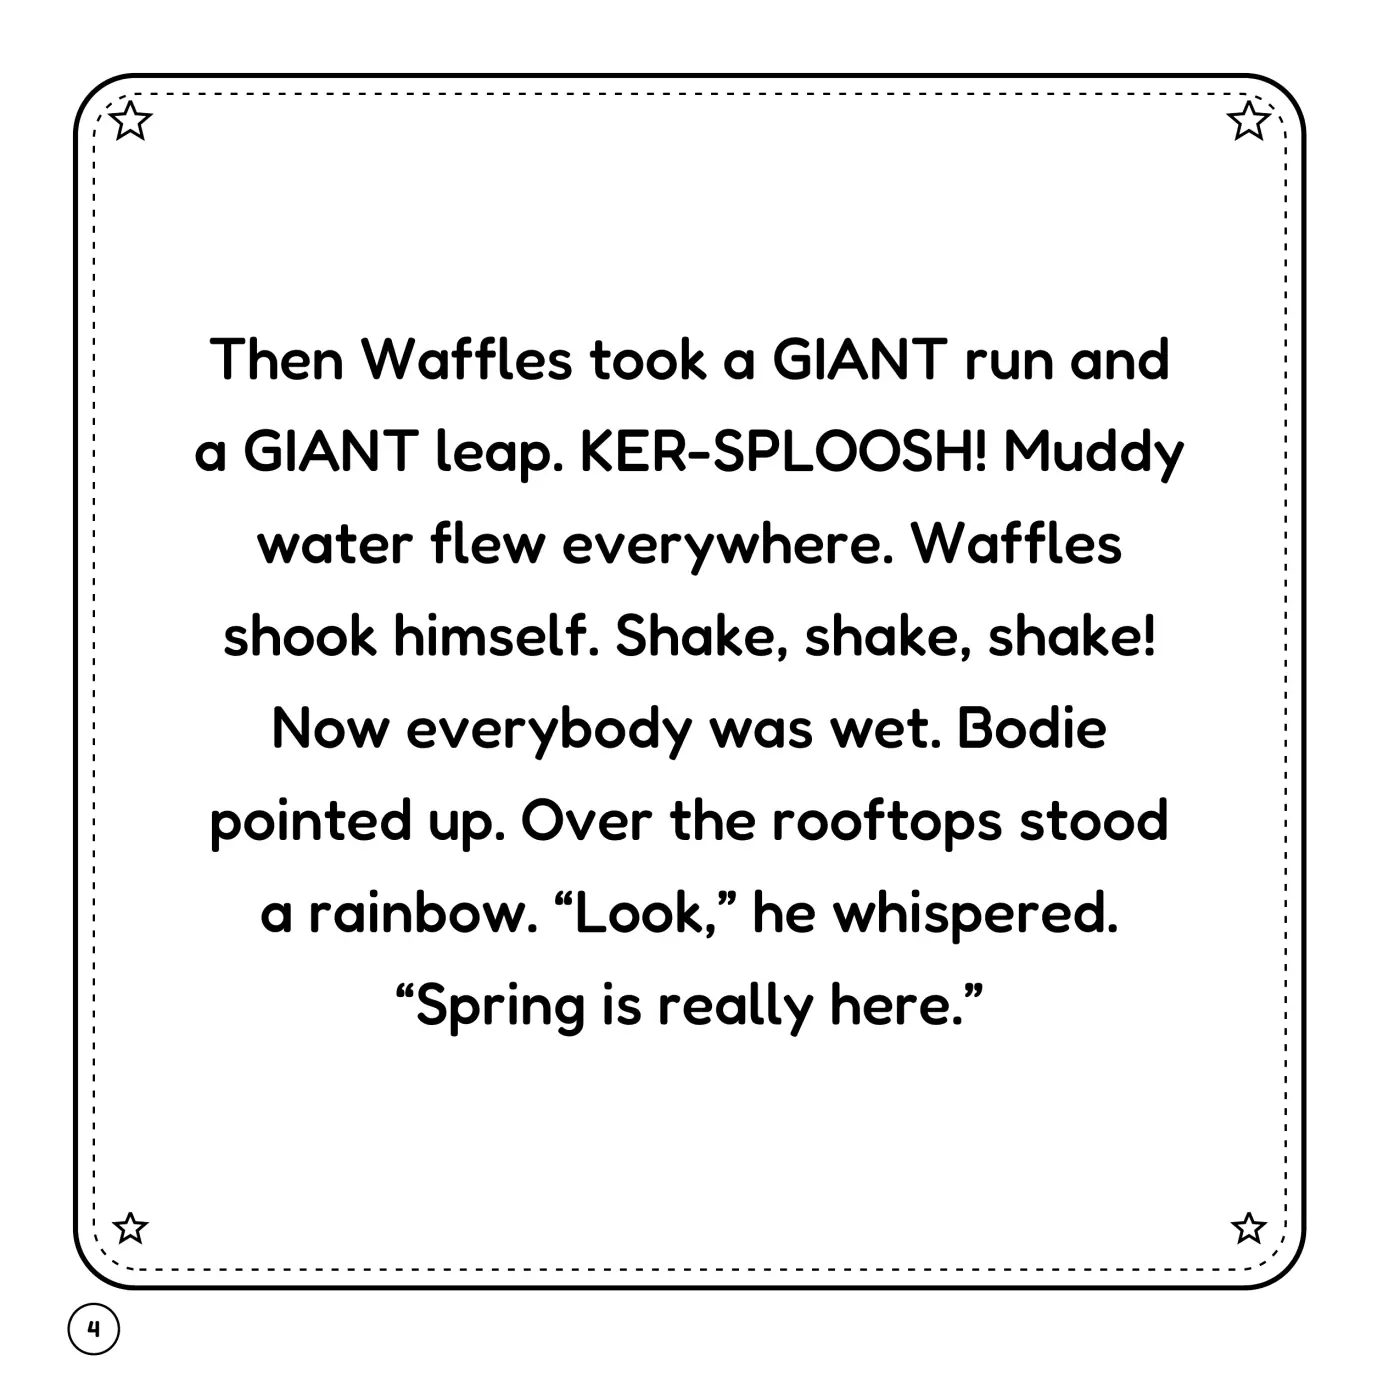 Then Waffles took a GIANT run and
a GIANT leap. KER-SPLOOSH! Muddy
water flew everywhere. Waffles
shook himself. Shake, shake, shake!
Now everybody was wet. Bodie
pointed up. Over the rooftops stood
a rainbow. “Look,” he whispered.
“Spring is really here.”
4